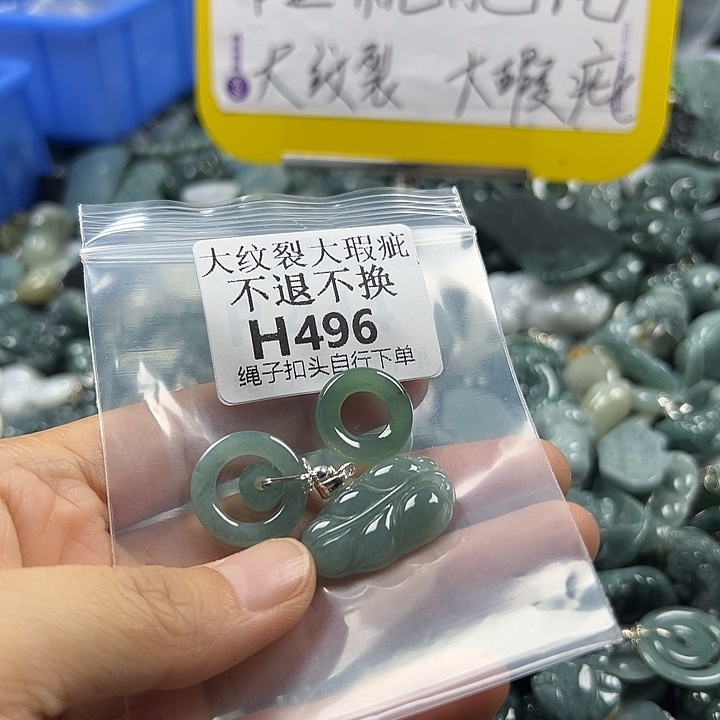 大纹裂 大瑕疵
大纹裂大瑕疵
不退不换
H496
绳子扣头自行下单